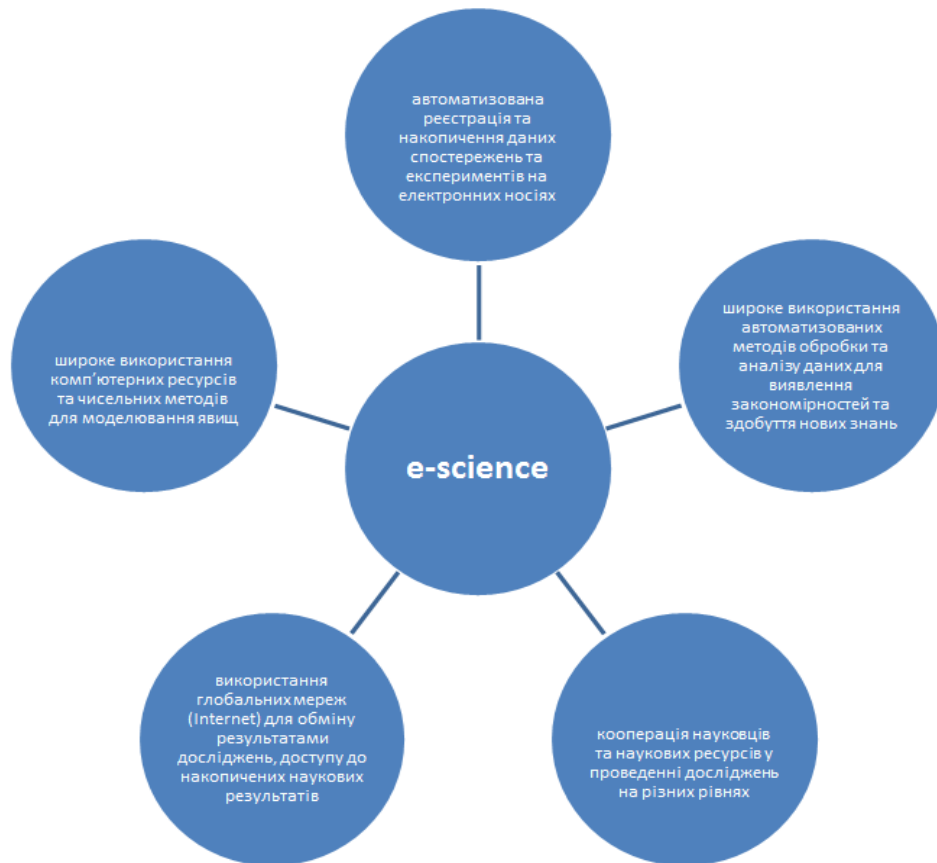 автоматизована
реєстрація та
накопичення даних
спостережень та
експериментів на
електронних носіях
широке використання
автоматизованих
методів обробки та
аналізу даних для
виявлення
закономірностей та
здобуття нових знань
широке використання
комп’ютерних ресурсів
та чисельних методів
для моделювання явищ
e-science
використання
глобальних мереж
(Internet) для обміну
результатами
досліджень, доступу до
накопичених наукових
результатів
кооперація науковців
та наукових ресурсів у
проведенні досліджень
на різних рівнях